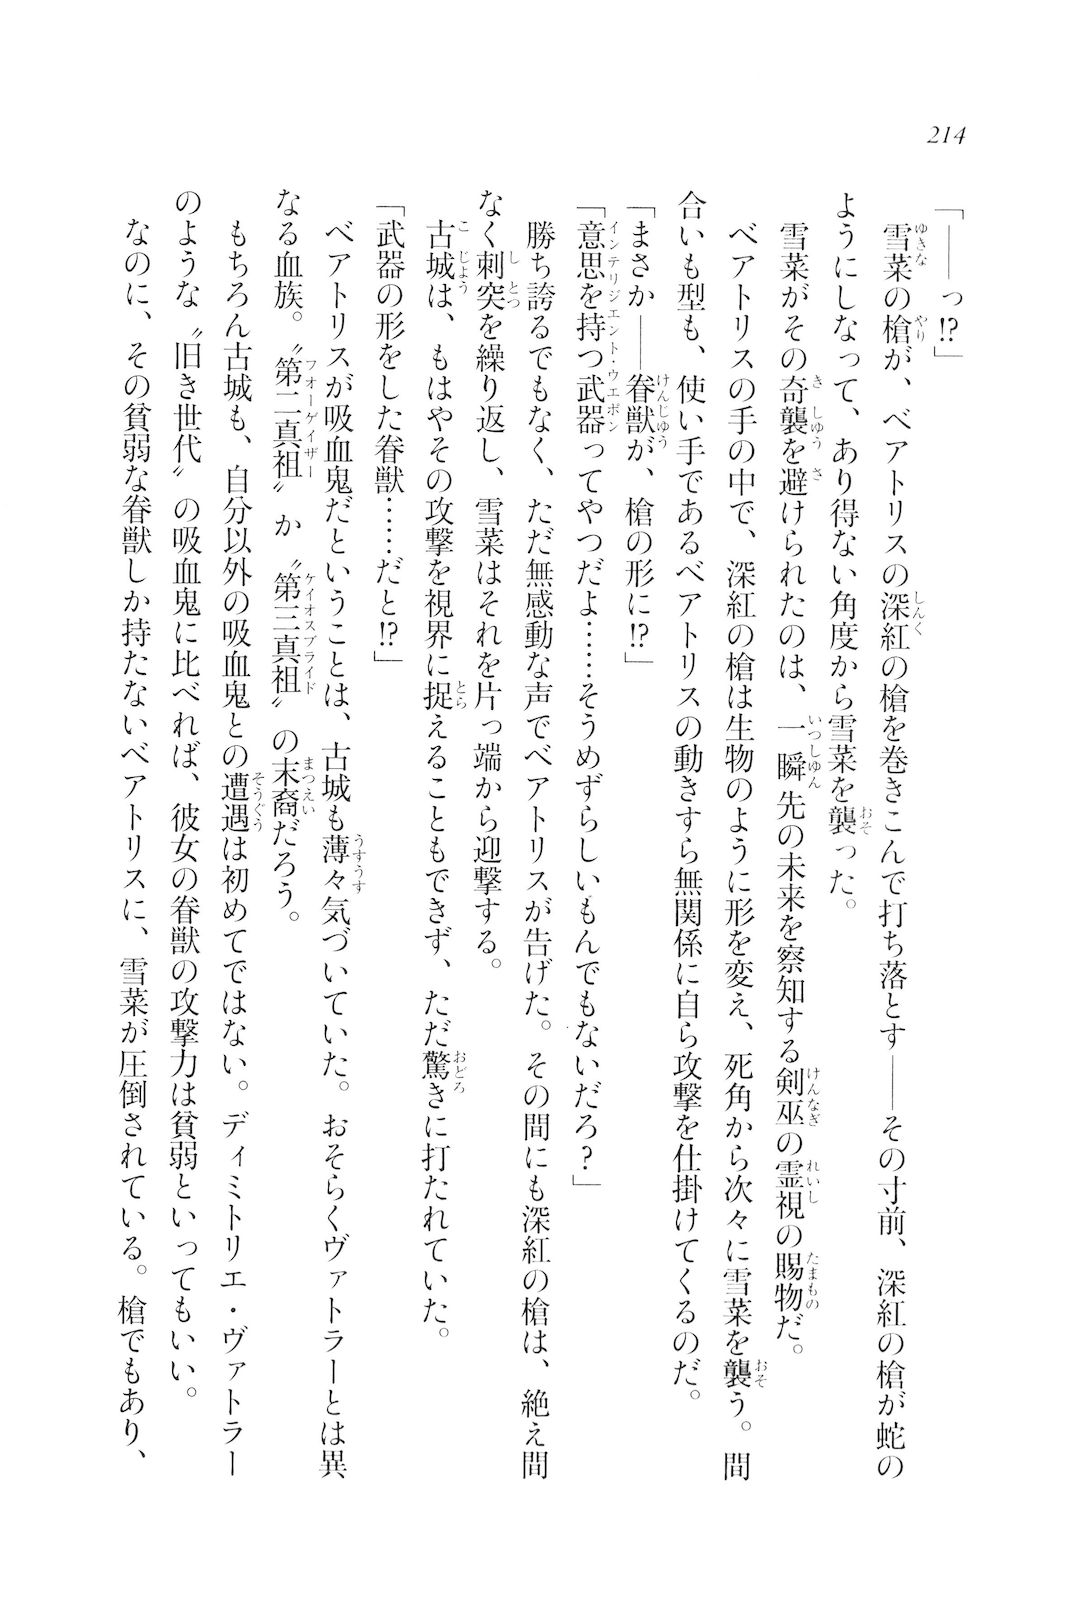 214
「――っ!?」
雪菜の槍が、ベアトリスの深紅の槍を巻きこんで打ち落とす――その寸前、深紅の槍が蛇の
ようにしなって、あり得ない角度から雪菜を襲った。
雪菜がその奇襲を避けられたのは、一瞬先の未来を察知する剣巫の霊視の賜物だ。
ベアトリスの手の中で、深紅の槍は生物のように形を変え、死角から次々に雪菜を襲う。間
合いも型も、使い手であるベアトリスの動きすら無関係に自ら攻撃を仕掛けてくるのだ。
「まさか――眷獣が、槍の形に!?」
「意思を持つ武器ってやつだよ……そうめずらしいもんでもないだろ?」
勝ち誇るでもなく、ただ無感動な声でベアトリスが告げた。その間にも深紅の槍は、絶え間
なく刺突を繰り返し、雪菜はそれを片っ端から迎撃する。
古城は、もはやその攻撃を視界に捉えることもできず、ただ驚きに打たれていた。
「武器の形をした眷獣……だと!?」
ベアトリスが吸血鬼だということは、古城も薄々気づいていた。おそらくヴァトラーとは異
なる血族。〝第二真祖〟か〝第三真祖〟の末裔だろう。
もちろん古城も、自分以外の吸血鬼との遭遇は初めてではない。ディミトリエ・ヴァトラー
のような〝旧き世代〟の吸血鬼に比べれば、彼女の眷獣の攻撃力は貧弱といってもいい。
なのに、その貧弱な眷獣しか持たないベアトリスに、雪菜が圧倒されている。槍でもあり、